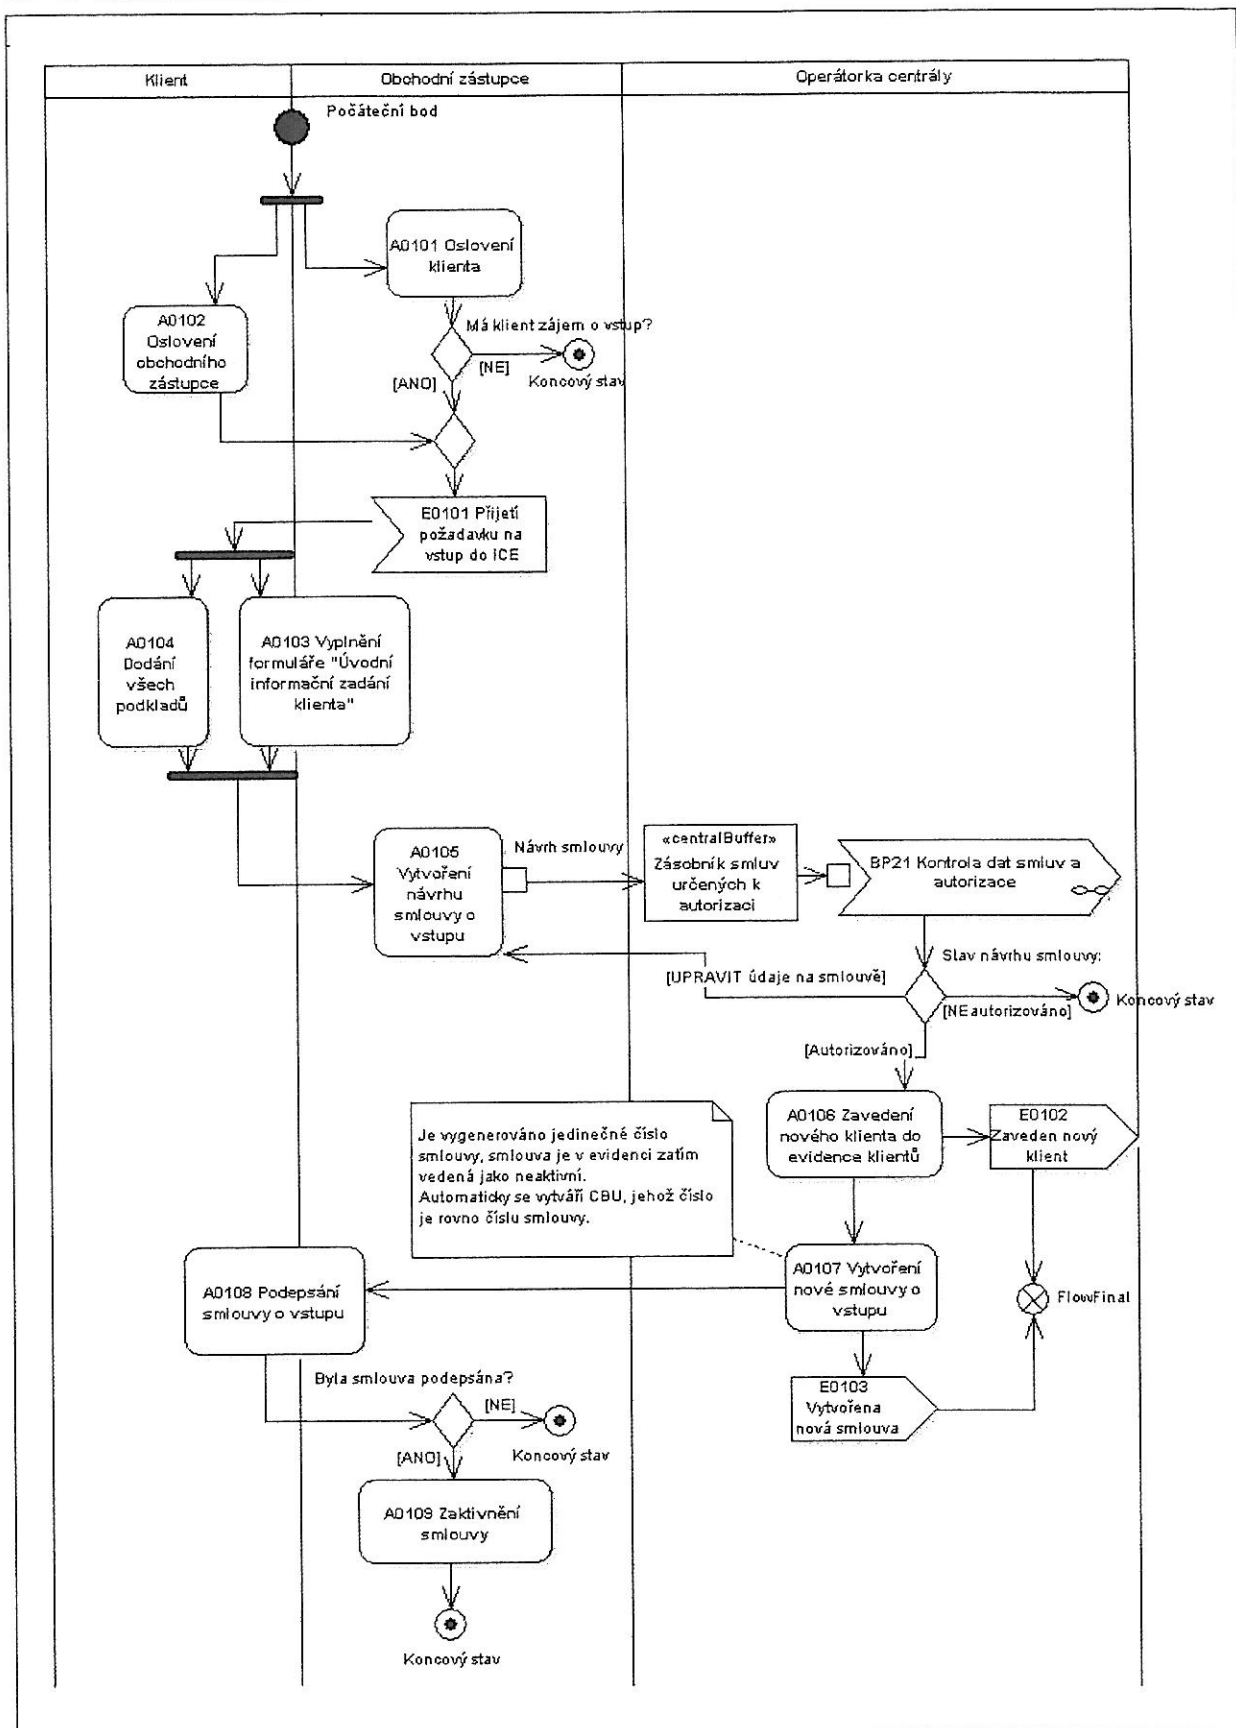 Klient
Obchodní zástupce
Operátorka centrály
Počáteční bod
A0101 Oslovení
klienta
A0102
Oslovení
obchodního
zástupce
Má klient zájem o vstup?
[NE]
Koncový stav
[ANO]
E0101 Přijetí
požadavku na
vstup do ICE
A0104
Dodání
všech
podkladů
A0103 Vyplnění
formuláře "Úvodní
informační zadání
klienta"
A0105
Vytvoření
návrhu
smlouvy o
vstupu
Návrh smlouvy
«centralBuffer»
Zásobník smluv
určených k
autorizaci
BP21 Kontrola dat smluv a
autorizace
Stav návrhu smlouvy:
[UPRAVIT údaje na smlouvě]
[NEautorizováno]
Koncový stav
[Autorizováno]
A0106 Zavedení
nového klienta do
evidence klientů
E0102
Zaveden nový
klient
Je vygenerováno jedinečné číslo
smlouvy, smlouva je v evidenci zatím
vedená jako neaktivní.
Automaticky se vytváří CBU, jehož číslo
je rovno číslu smlouvy.
A0107 Vytvoření
nové smlouvy o
vstupu
A0108 Podepsání
smlouvy o vstupu
FlowFinal
E0103
Vytvořena
nová smlouva
Byla smlouva podepsána?
[NE]
Koncový stav
[ANO]
A0109 Zaktivnění
smlouvy
Koncový stav